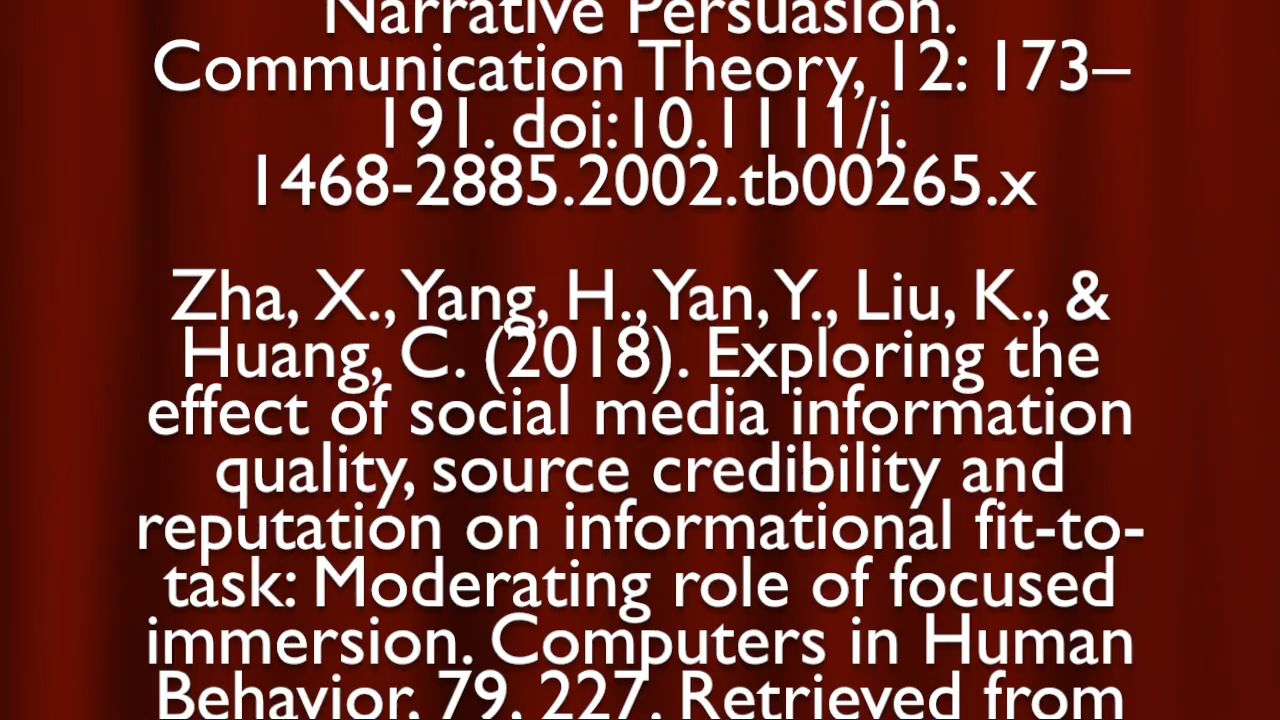 Narrative Persuasion.
Communication Theory, 12: 173–
191. doi:10.1111/j.
1468-2885.2002.tb00265.x
Zha, X., Yang, H., Yan, Y., Liu, K., &
Huang, C. (2018). Exploring the
effect of social media information
quality, source credibility and
reputation on informational fit-to-
task: Moderating role of focused
immersion. Computers in Human
Behavior, 79, 227. Retrieved from